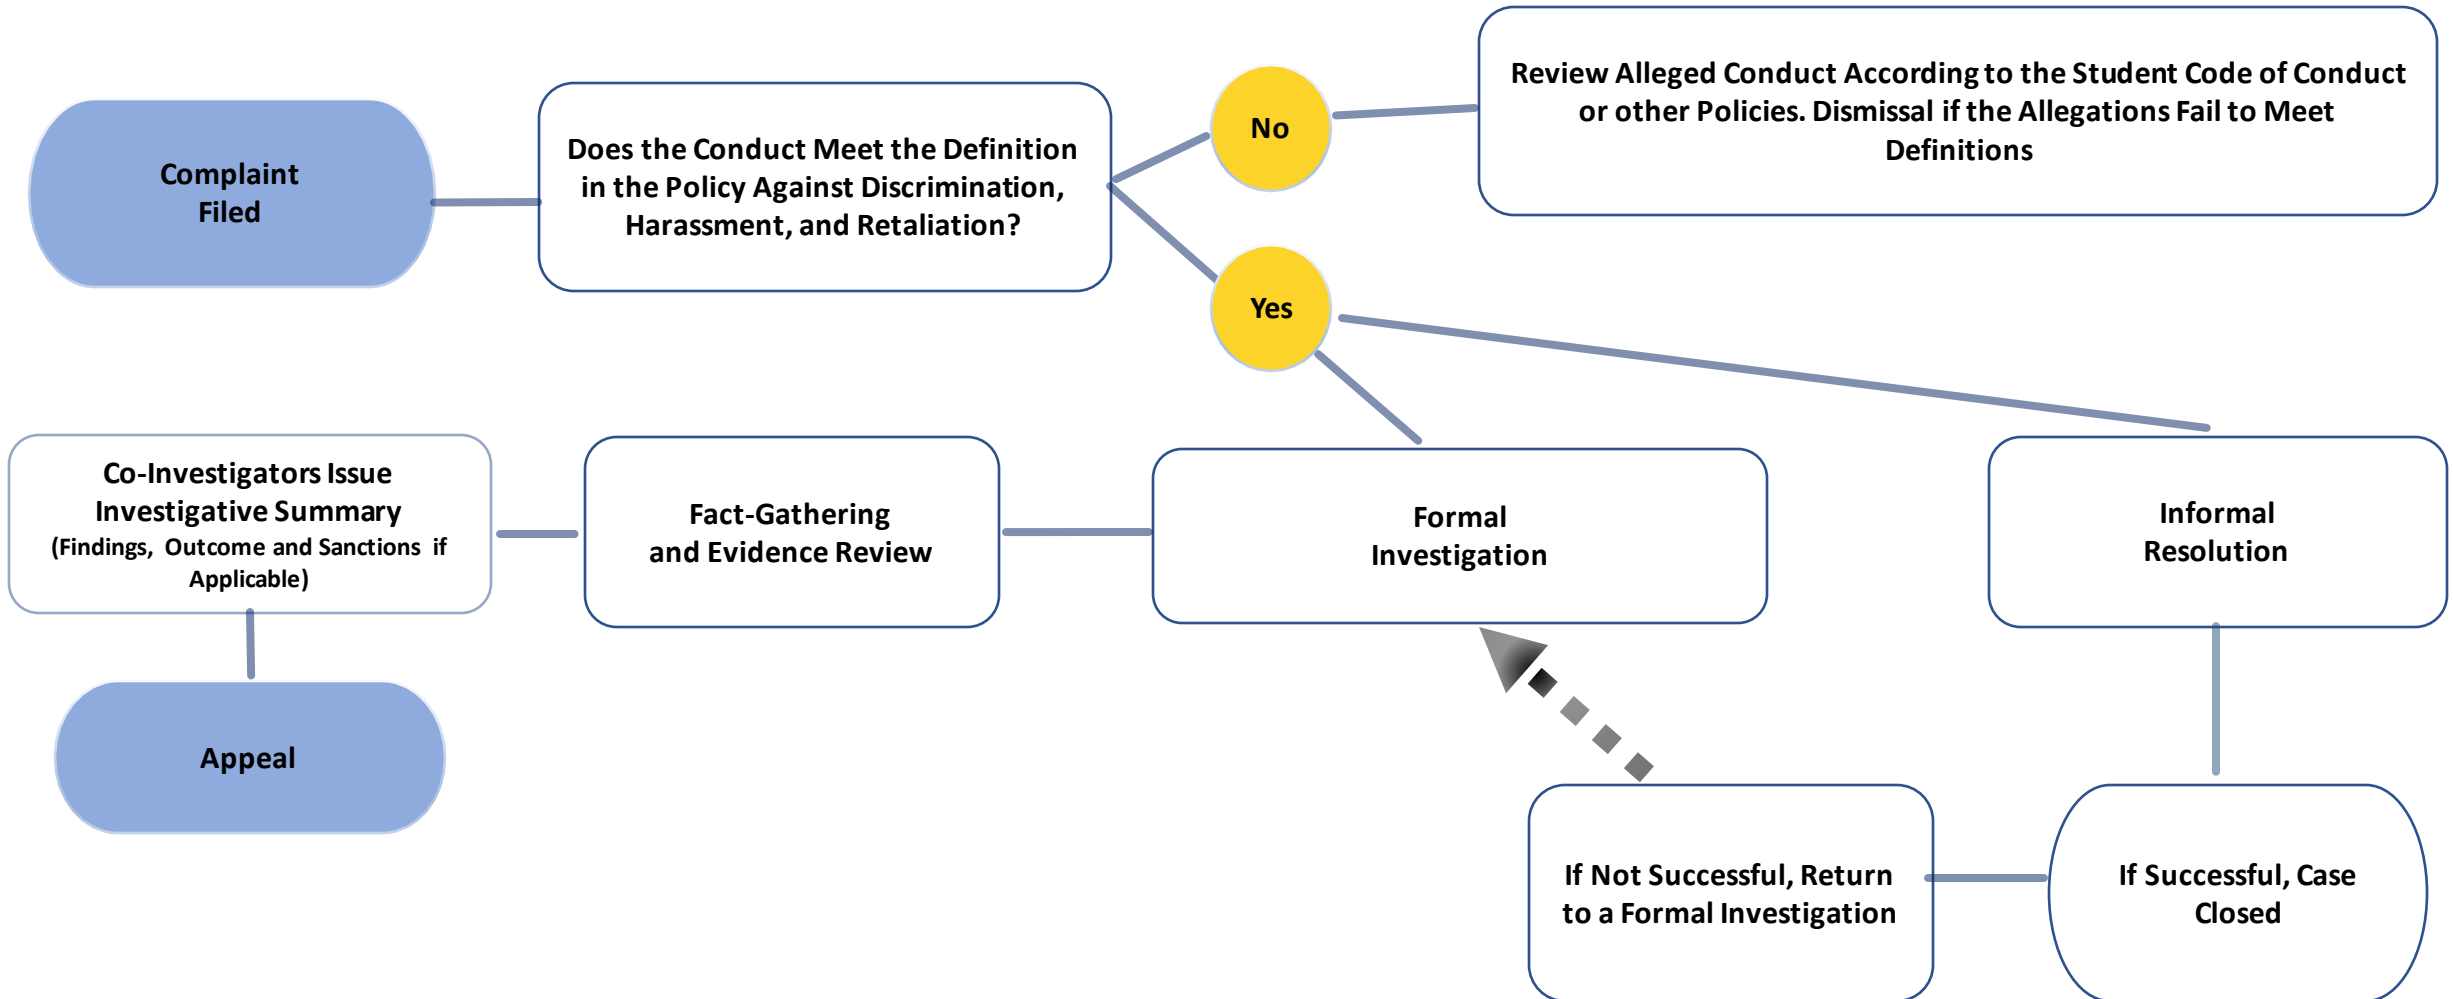 Complaint
Filed
Does the Conduct Meet the Definition
in the Policy Against Discrimination,
Harassment, and Retaliation?
No
Review Alleged Conduct According to the Student Code of Conduct
or other Policies. Dismissal if the Allegations Fail to Meet
Definitions
Yes
Co-Investigators Issue
Investigative Summary
(Findings, Outcome and Sanctions if
Applicable)
Fact-Gathering
and Evidence Review
Formal
Investigation
Informal
Resolution
Appeal
If Not Successful, Return
to a Formal Investigation
If Successful, Case
Closed